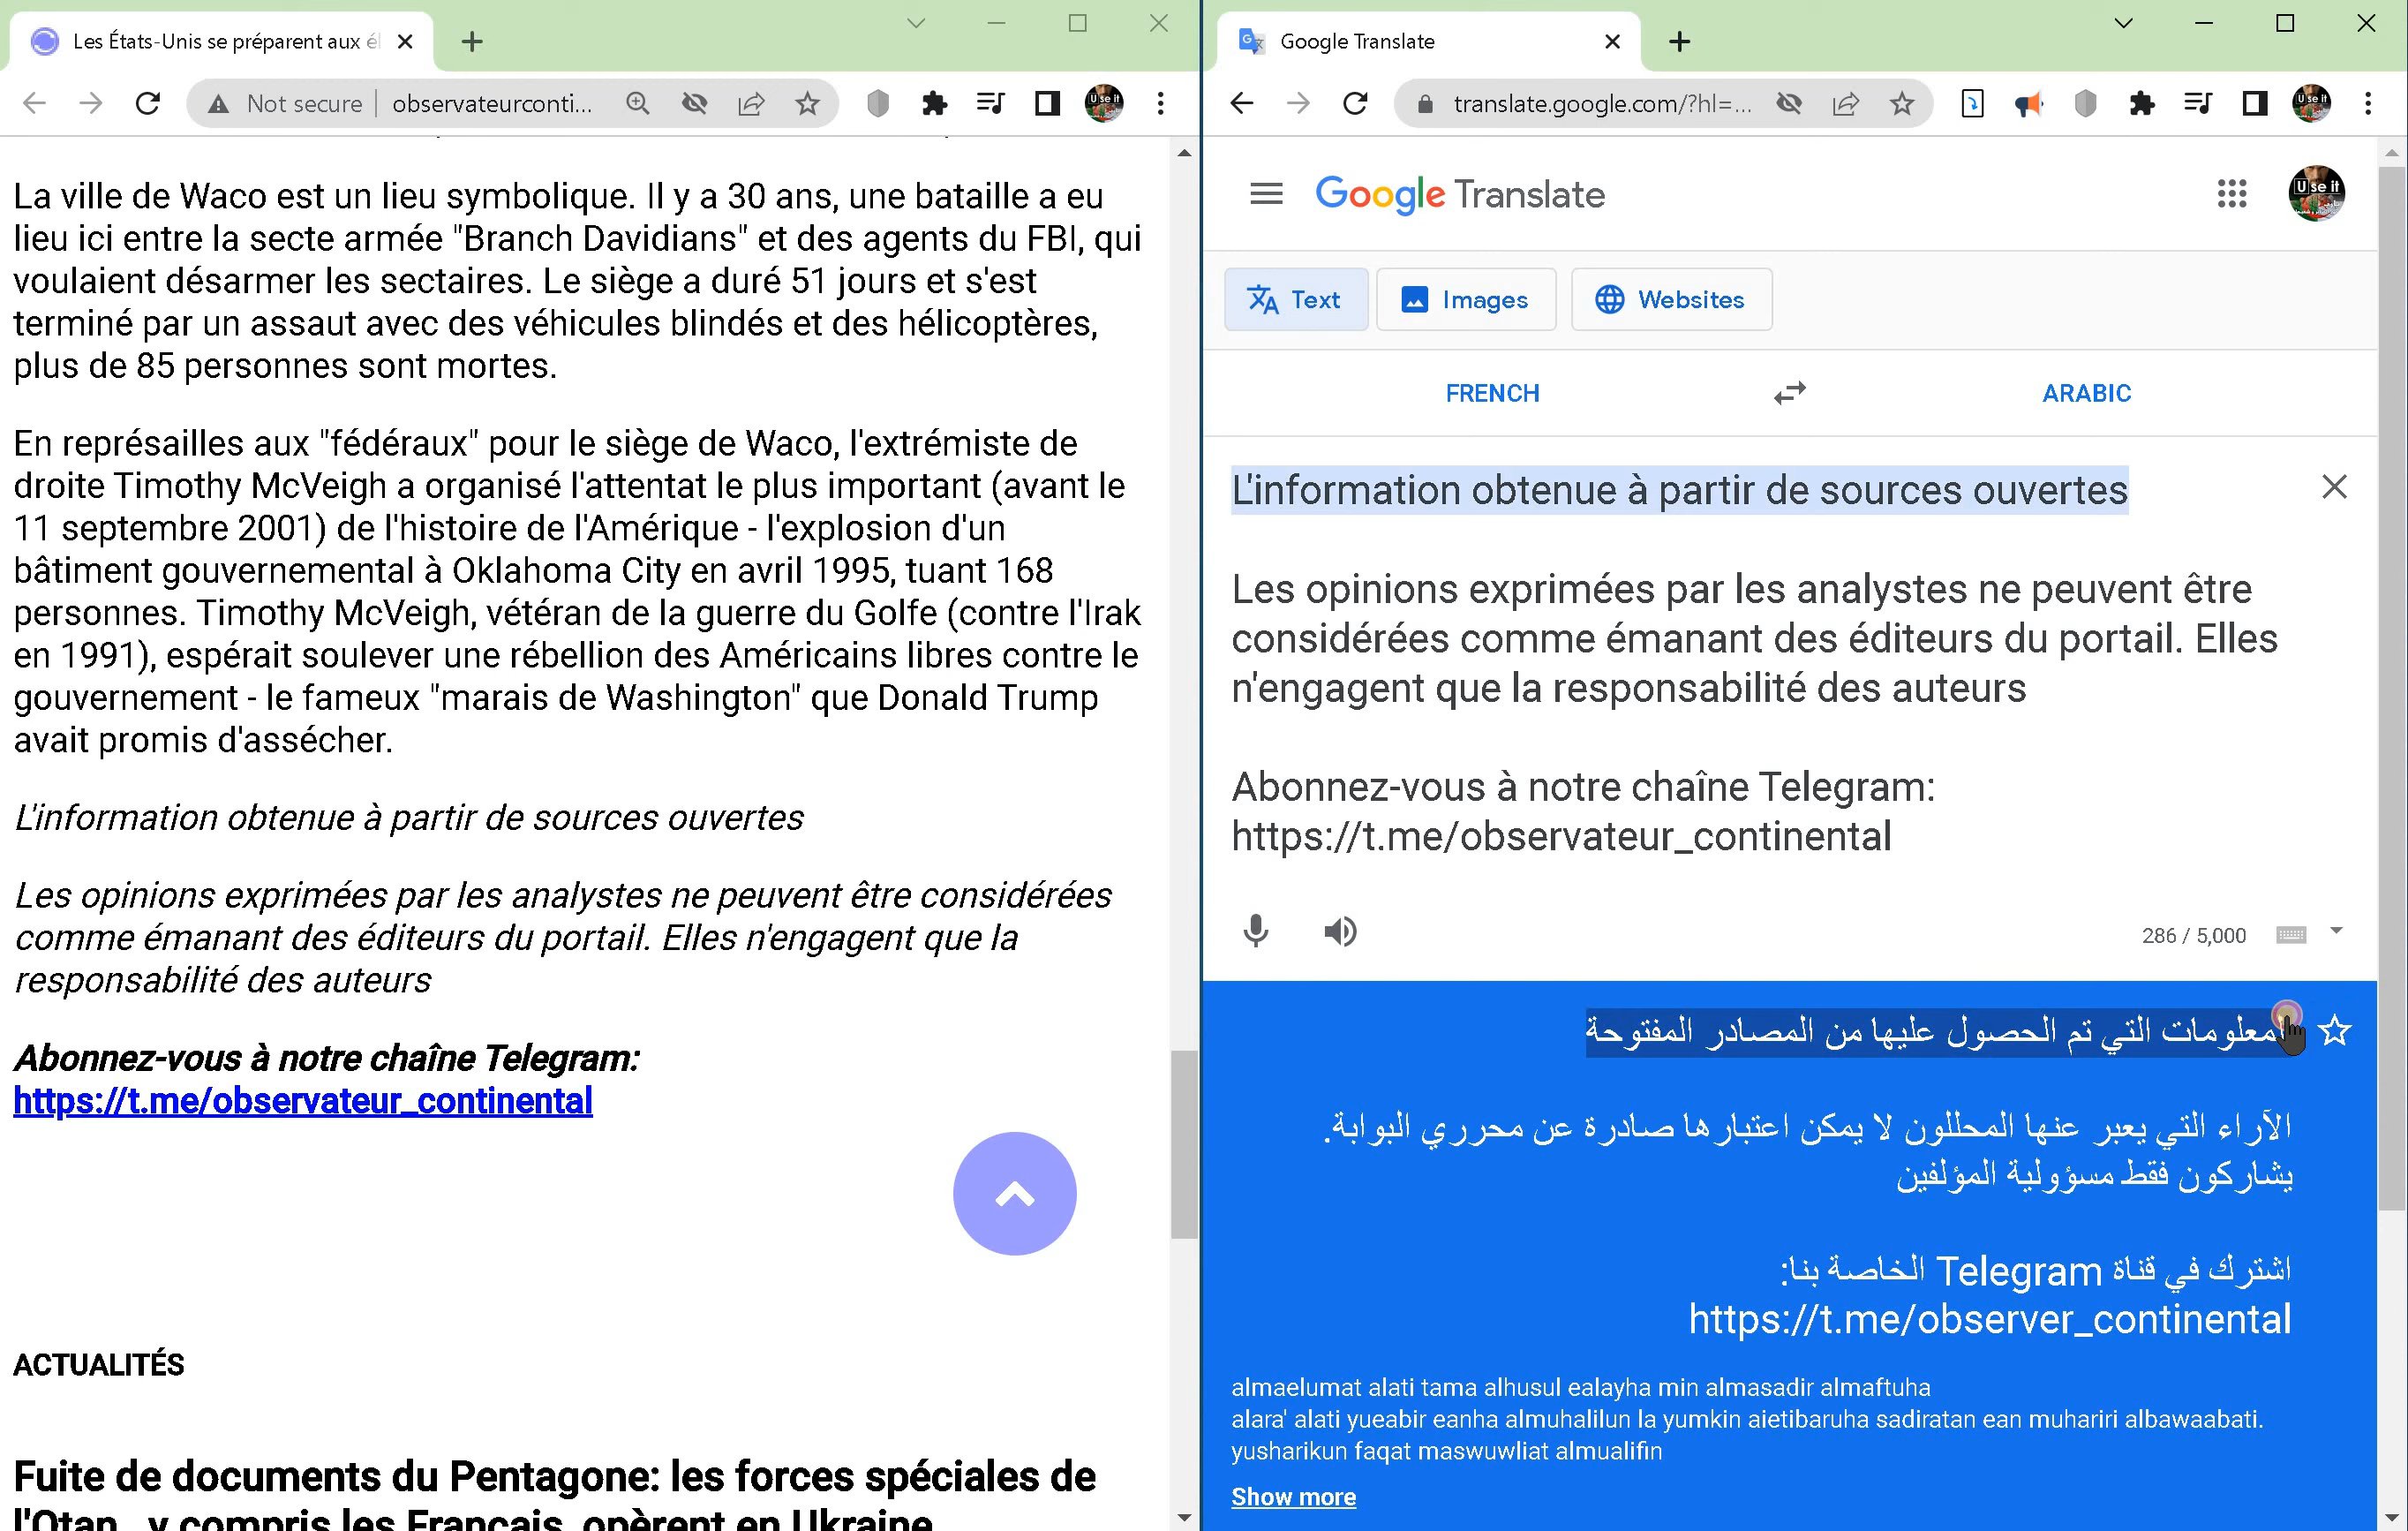 Les États-Unis se préparent aux él
Not secure
observateurconti...
La ville de Waco est un lieu symbolique. Il y a 30 ans, une bataille a eu
lieu ici entre la secte armée "Branch Davidians" et des agents du FBI, qui
voulaient désarmer les sectaires. Le siège a duré 51 jours et s'est
terminé par un assaut avec des véhicules blindés et des hélicoptères,
plus de 85 personnes sont mortes.
En représailles aux "fédéraux" pour le siège de Waco, l'extrémiste de
droite Timothy McVeigh a organisé l'attentat le plus important (avant le
11 septembre 2001) de l'histoire de l'Amérique - l'explosion d'un
bâtiment gouvernemental à Oklahoma City en avril 1995, tuant 168
personnes. Timothy McVeigh, vétéran de la guerre du Golfe (contre l'Irak
en 1991), espérait soulever une rébellion des Américains libres contre le
gouvernement - le fameux "marais de Washington" que Donald Trump
avait promis d'assécher.
L'information obtenue à partir de sources ouvertes
Les opinions exprimées par les analystes ne peuvent être considérées
comme émanant des éditeurs du portail. Elles n'engagent que la
responsabilité des auteurs
Abonnez-vous à notre chaîne Telegram:
https://t.me/observateur_continental
ACTUALITÉS
Fuite de documents du Pentagone: les forces spéciales de
l'Otan, y compris les Français, opèrent en Ukraine
Google Translate
translate.google.com/?hl=...
U se it
Google Translate
U se it
Text
Images
Websites
FRENCH
ARABIC
L'information obtenue à partir de sources ouvertes
Les opinions exprimées par les analystes ne peuvent être
considérées comme émanant des éditeurs du portail. Elles
n'engagent que la responsabilité des auteurs
Abonnez-vous à notre chaîne Telegram:
https://t.me/observateur_continental
286 / 5,000
المعلومات التي تم الحصول عليها من المصادر المفتوحة
الآراء التي يعبر عنها المحللون لا يمكن اعتبارها صادرة عن محرري البوابة.
يشاركون فقط مسؤولية المؤلفين
اشترك في قناة Telegram الخاصة بنا:
https://t.me/observer_continental
almaelumat alati tama alhusul ealayha min almasadir almaftuha
alara' alati yueabir eanha almuhalilun la yumkin aietibaruha sadiratan ean muhariri albawaabati.
yusharikun faqat maswuwliat almualifin
Show more